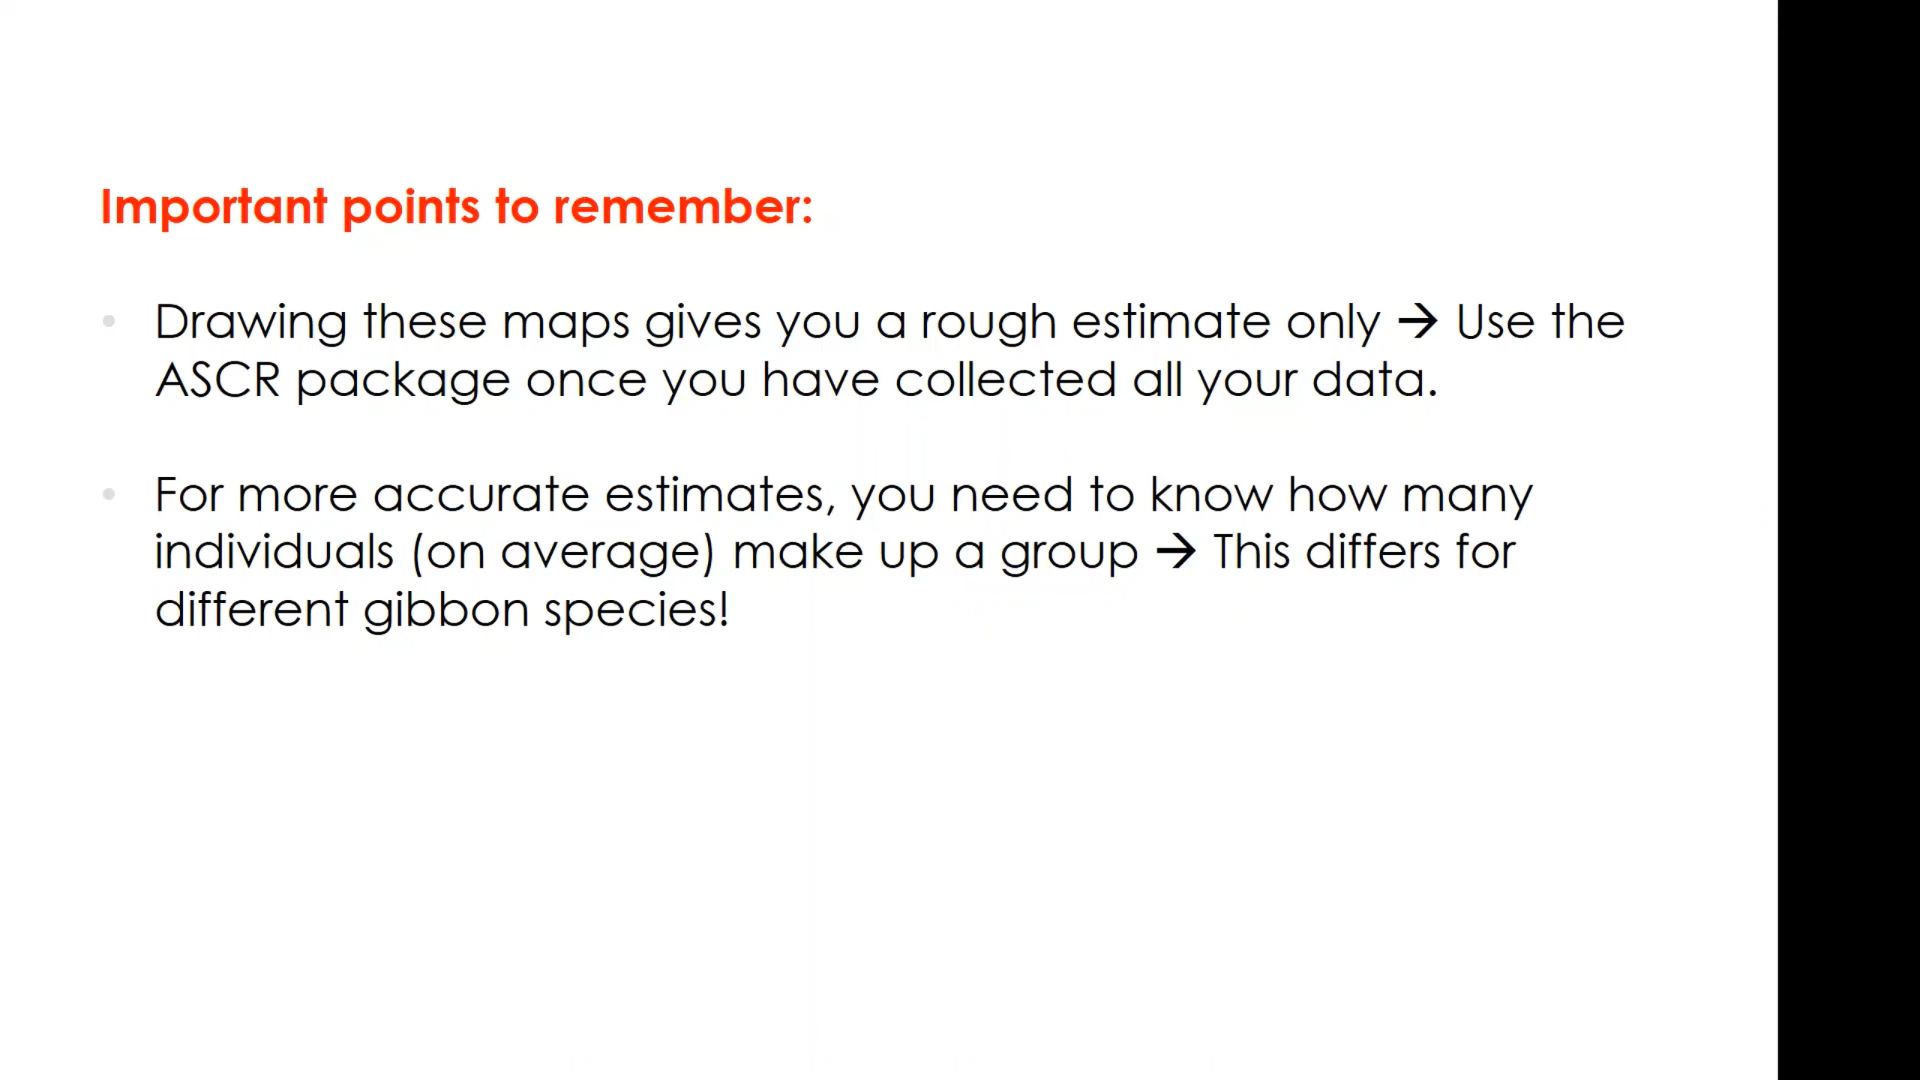 Important points to remember:
• Drawing these maps gives you a rough estimate only → Use the
ASCR package once you have collected all your data.
• For more accurate estimates, you need to know how many
individuals (on average) make up a group → This differs for
different gibbon species!